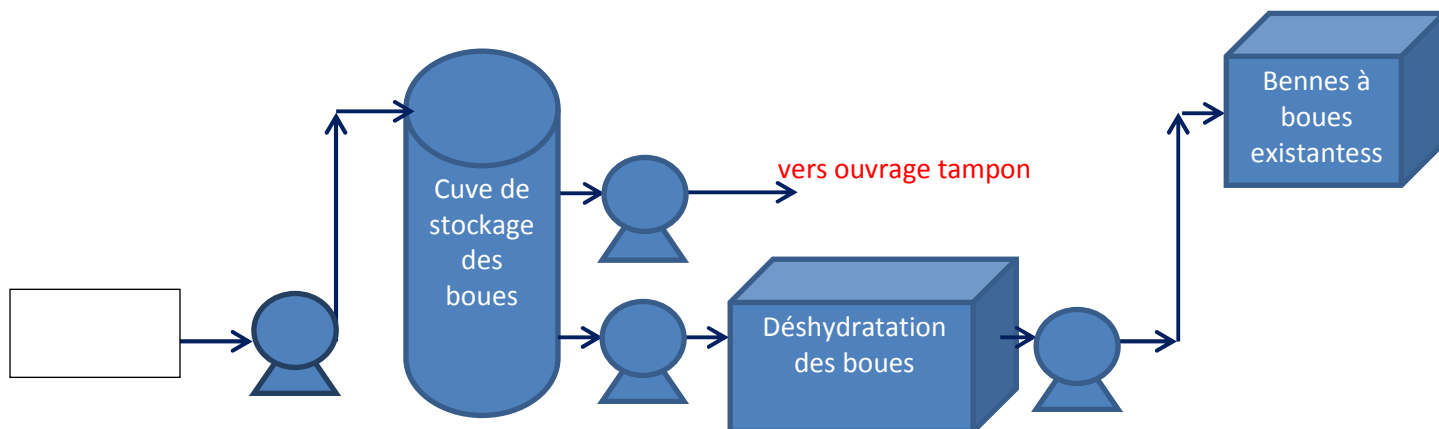 Cuve de
stockage
des
boues
vers ouvrage tampon
Déshydratation
des boues
Bennes à
boues
existantess